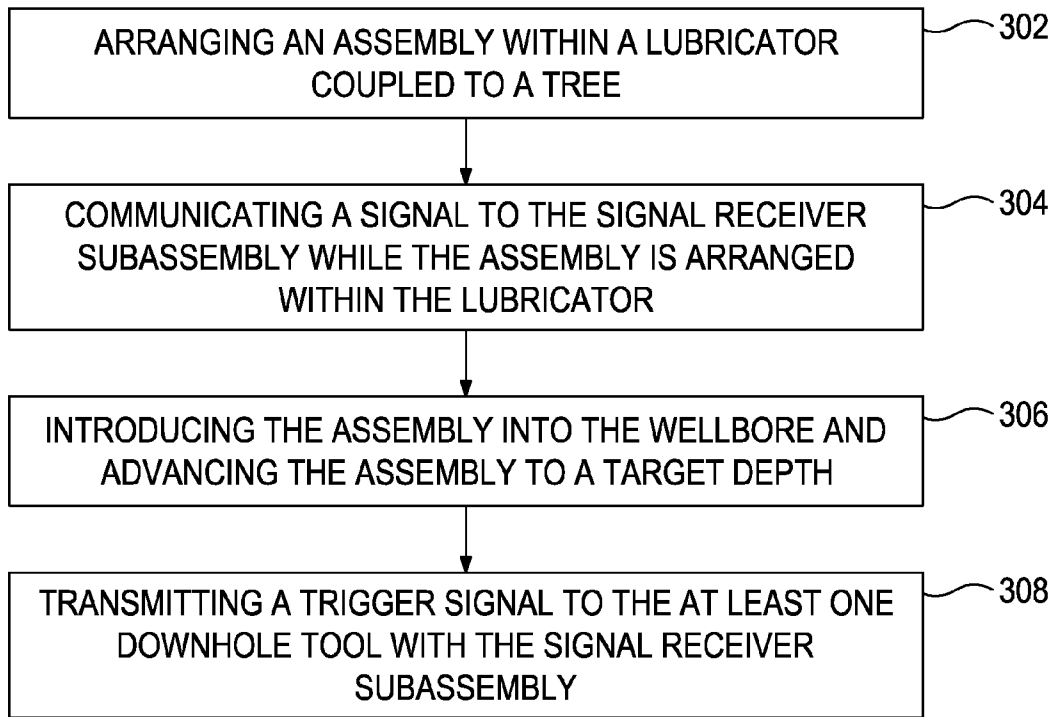 ARRANGING AN ASSEMBLY WITHIN A LUBRICATOR
COUPLED TO A TREE
302
COMMUNICATING A SIGNAL TO THE SIGNAL RECEIVER
SUBASSEMBLY WHILE THE ASSEMBLY IS ARRANGED
WITHIN THE LUBRICATOR
304
INTRODUCING THE ASSEMBLY INTO THE WELLBORE AND
ADVANCING THE ASSEMBLY TO A TARGET DEPTH
306
TRANSMITTING A TRIGGER SIGNAL TO THE AT LEAST ONE
DOWNHOLE TOOL WITH THE SIGNAL RECEIVER
SUBASSEMBLY
308